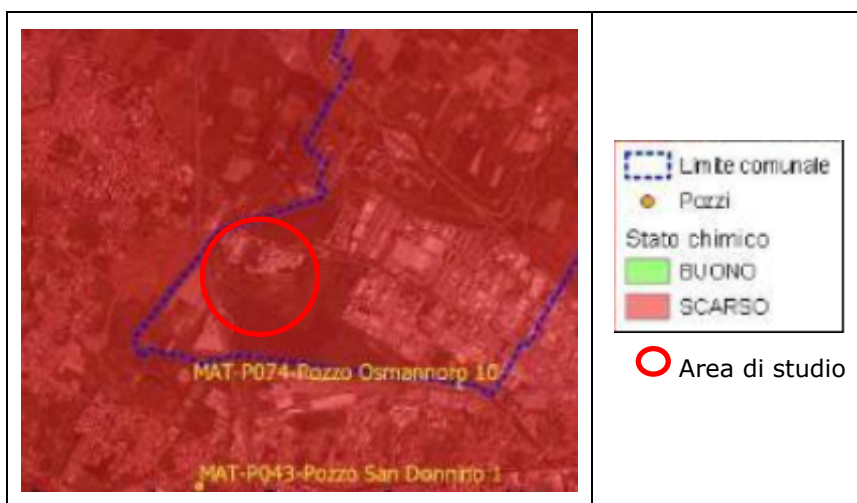 MAT-P074-Pozzo Osmannoro 10
MAT-P043-Pozzo San Donnino 1
Limite comunale
Pozzi
Stato chimico
BUONO
SCARSO
Area di studio